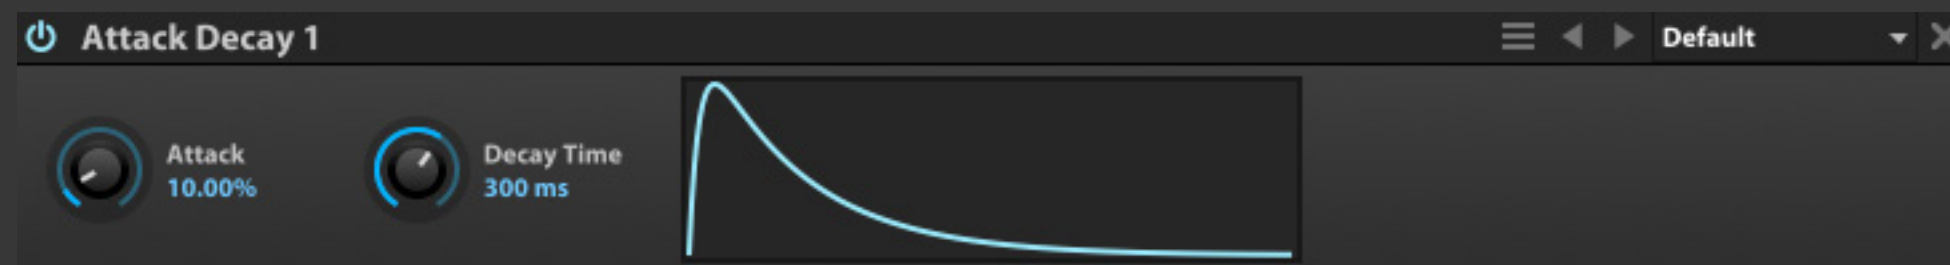 Attack Decay 1
Default
Attack
10.00%
Decay Time
300 ms